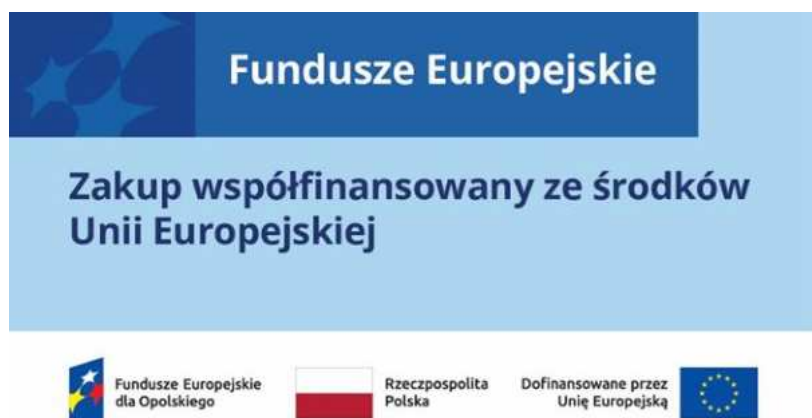 Fundusze Europejskie
Zakup współfinansowany ze środków
Unii Europejskiej
Fundusze Europejskie
dla Opolskiego
Rzeczpospolita
Polska
Dofinansowane przez
Unię Europejską